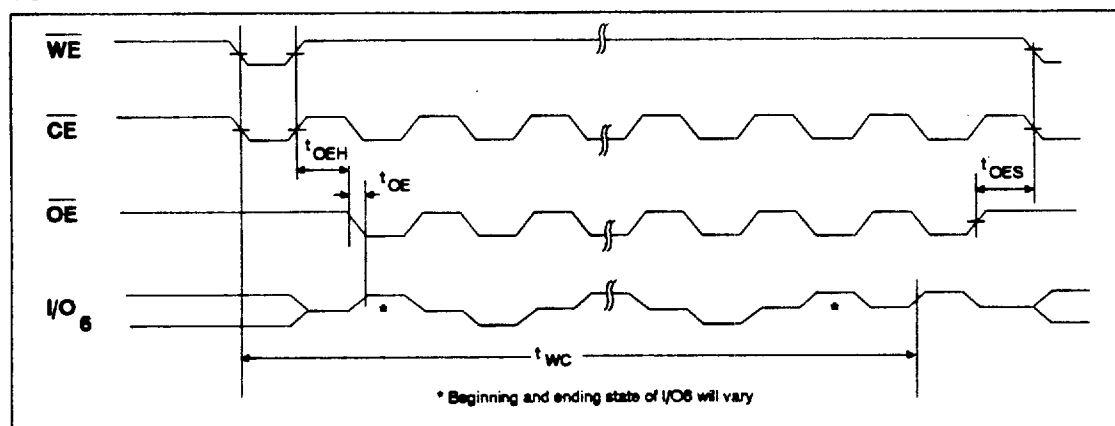 WE
CE
tOEH
tOE
tOES
OE
I/O6
*
*
tWC
* Beginning and ending state of I/O6 will vary